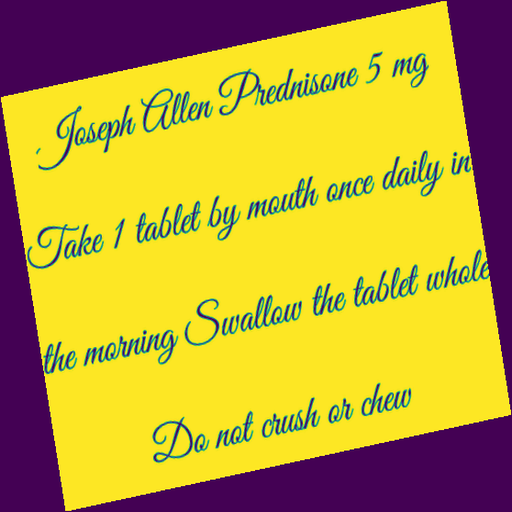 Joseph Allen Prednisone 5 mg
Take 1 tablet by mouth once daily in
the morning Swallow the tablet whole
Do not crush or chew